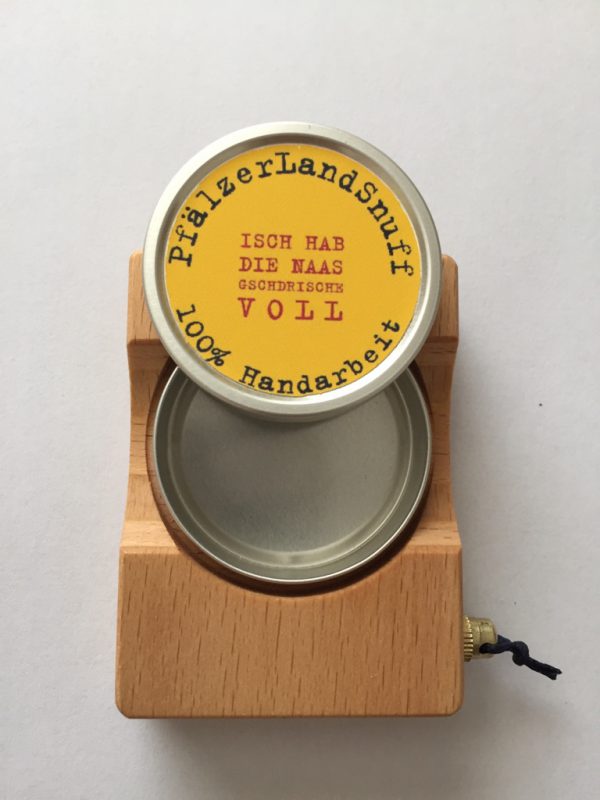 PfälzerLandSnuff
ISCH HAB
DIE NAAS
GSCHDRISCHE
VOLL
100% Handarbeit